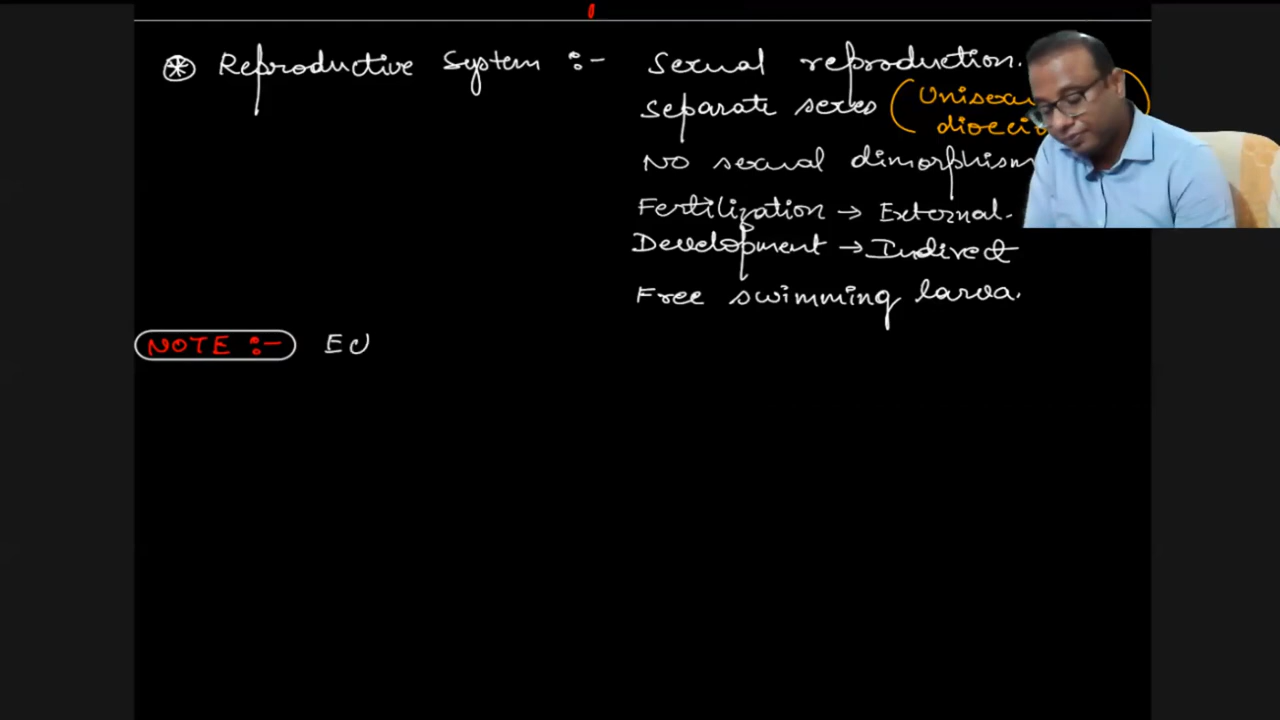 Reproductive System :- Sexual reproduction.
Separate sexes (
No sexual dimorphism
Fertilization → External.
Development → Indirect
Free swimming larva.
NOTE :- EC